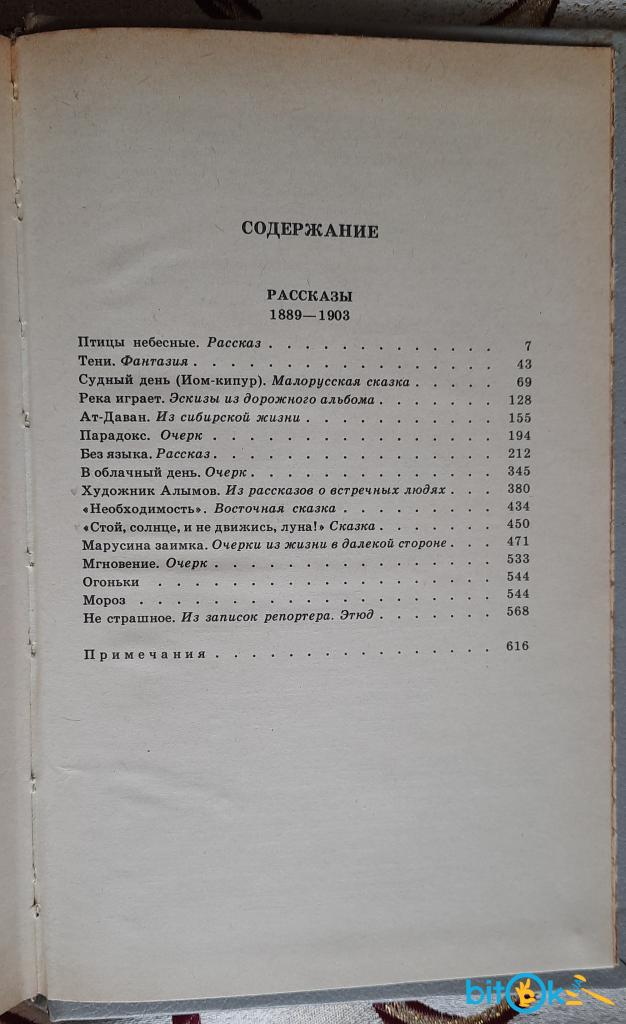 СОДЕРЖАНИЕ
РАССКАЗЫ
1889—1903
Птицы небесные. Рассказ . . . . . . . . . . . . . 7
Тени. Фантазия . . . . . . . . . . . . . . . . . 43
Судный день (Иом-кипур). Малорусская сказка . . . . . 69
Река играет. Эскизы из дорожного альбома . . . . . . . 128
Ат-Даван. Из сибирской жизни . . . . . . . . . . . 155
Парадокс. Очерк . . . . . . . . . . . . . . . . 194
Без языка. Рассказ . . . . . . . . . . . . . . . . 212
В облачный день. Очерк . . . . . . . . . . . . . . 345
Художник Алымов. Из рассказов о встречных людях . . . 380
«Необходимость». Восточная сказка . . . . . . . . . 434
«Стой, солнце, и не движись, луна!» Сказка . . . . . . . 450
Марусина заимка. Очерки из жизни в далекой стороне . . . 471
Мгновение. Очерк . . . . . . . . . . . . . . . . 533
Огоньки . . . . . . . . . . . . . . . . . . . 544
Мороз . . . . . . . . . . . . . . . . . . . . 544
Не страшное. Из записок репортера. Этюд . . . . . . . 568
Примечания . . . . . . . . . . . . . . . . 616
bitOk